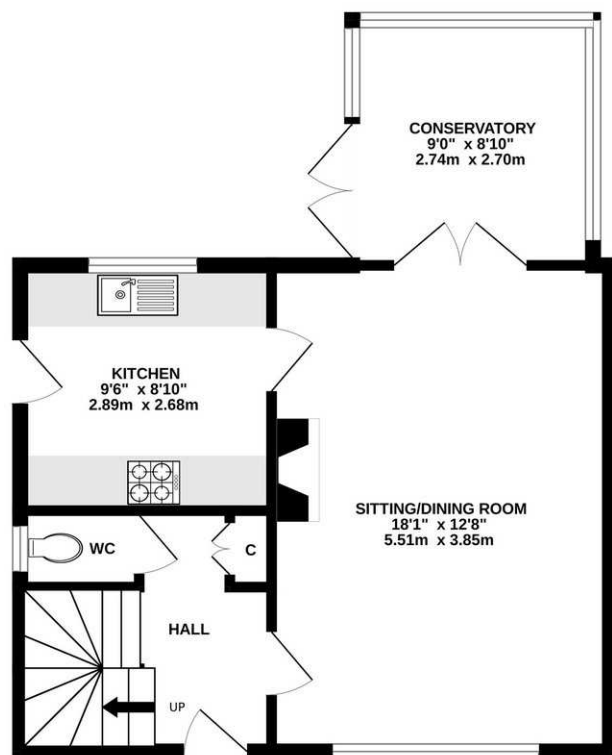 CONSERVATORY
9'0" x 8'10"
2.74m x 2.70m
KITCHEN
9'6" x 8'10"
2.89m x 2.68m
SITTING/DINING ROOM
18'1" x 12'8"
5.51m x 3.85m
WC
C
HALL
UP